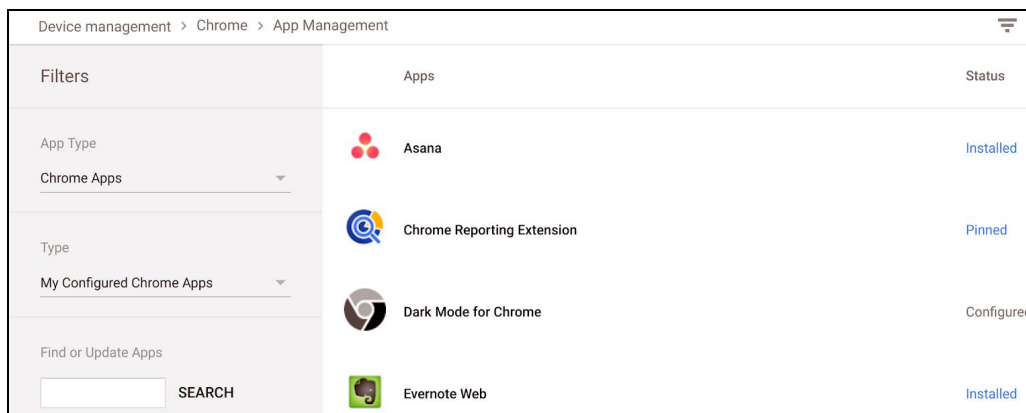 Device management > Chrome > App Management
Filters
App Type
Chrome Apps
Type
My Configured Chrome Apps
Find or Update Apps
SEARCH
Apps Status
Asana Installed
Chrome Reporting Extension Pinned
Dark Mode for Chrome Configured
Evernote Web Installed